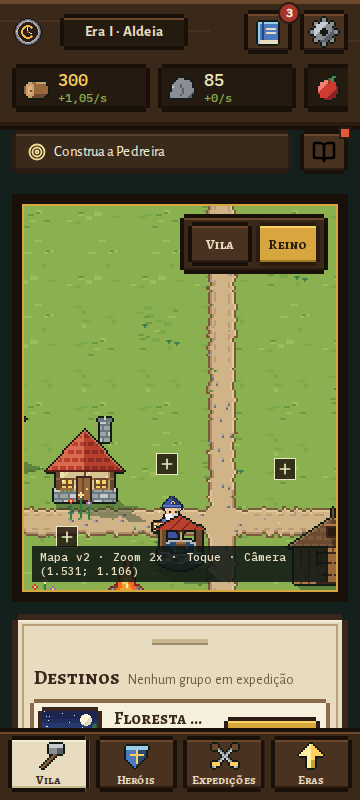 Era I · Aldeia
3
300
+1,05/s
85
+0/s
Construa a Pedreira
Vila
Reino
Mapa v2 · Zoom 2x · Toque · Câmera
(1.531; 1.106)
Destinos Nenhum grupo em expedição
Floresta ...
Vila
Heróis
Expedições
Eras